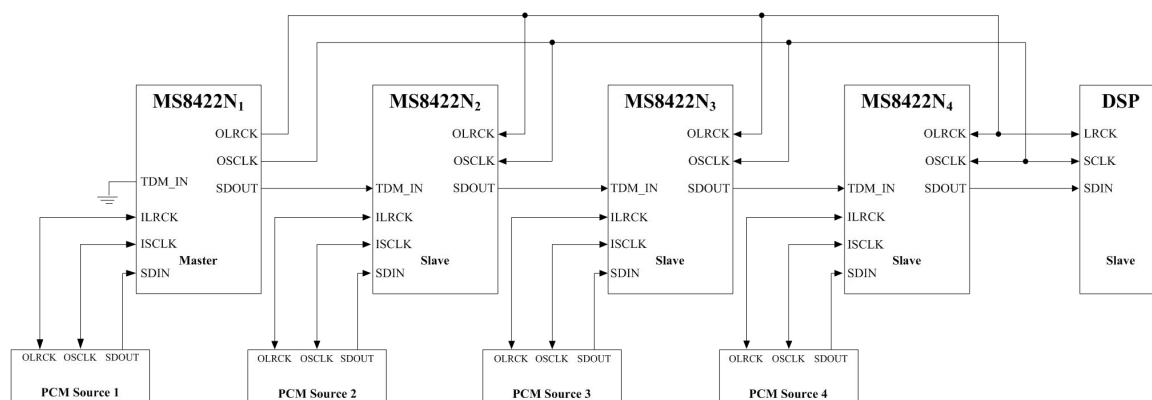 MS8422N1
OLRCK
OSCLK
TDM_IN
SDOUT
ILRCK
ISCLK
Master
SDIN
MS8422N2
OLRCK
OSCLK
TDM_IN SDOUT
ILRCK
ISCLK
Slave
SDIN
MS8422N3
OLRCK
OSCLK
TDM_IN SDOUT
ILRCK
ISCLK
Slave
SDIN
MS8422N4
OLRCK
OSCLK
TDM_IN SDOUT
ILRCK
ISCLK
Slave
SDIN
DSP
LRCK
SCLK
SDIN
Slave
OLRCK OSCLK SDOUT
PCM Source 1
OLRCK OSCLK SDOUT
PCM Source 2
OLRCK OSCLK SDOUT
PCM Source 3
OLRCK OSCLK SDOUT
PCM Source 4